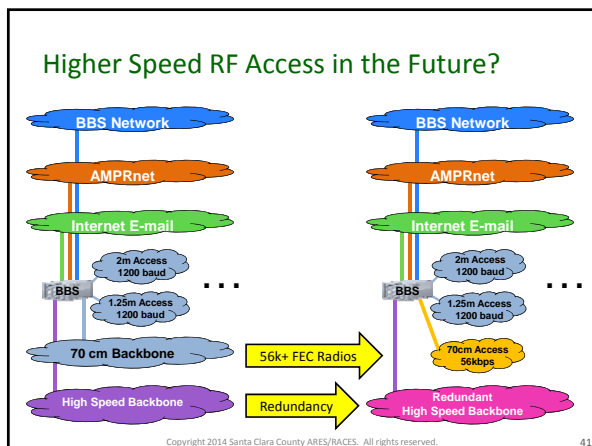 Higher Speed RF Access in the Future?
BBS Network
AMPRnet
Internet E-mail
2m Access
1200 baud
BBS
1.25m Access
1200 baud
...
70 cm Backbone
High Speed Backbone
56k+ FEC Radios
Redundancy
BBS Network
AMPRnet
Internet E-mail
2m Access
1200 baud
BBS
1.25m Access
1200 baud
...
70cm Access
56kbps
Redundant
High Speed Backbone
Copyright 2014 Santa Clara County ARES/RACES. All rights reserved.
41